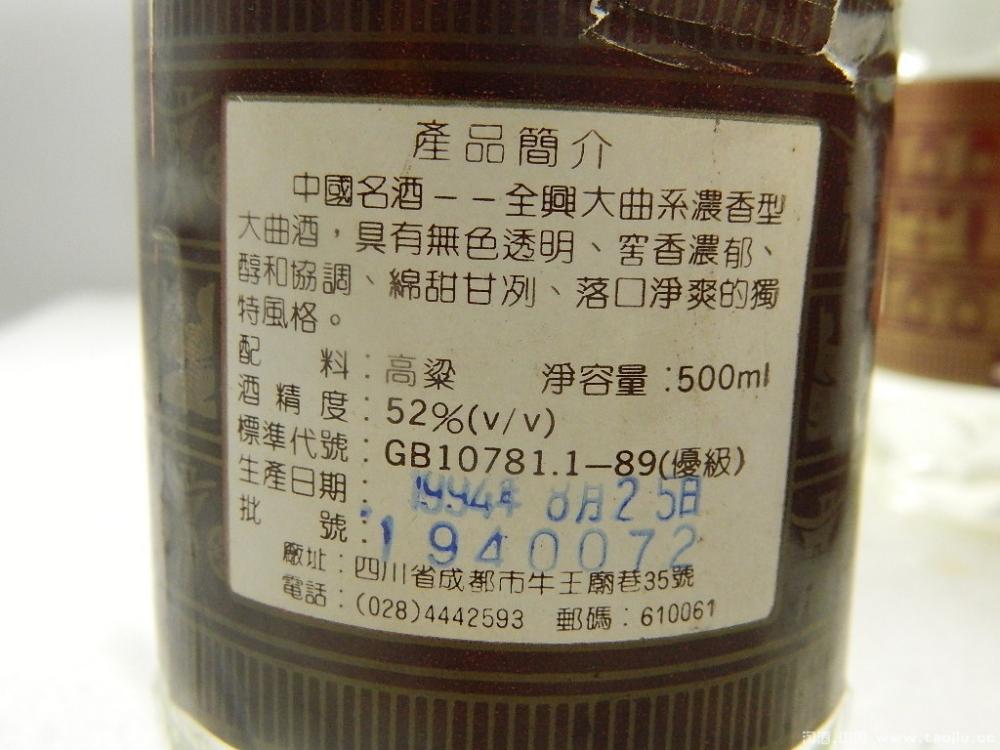 產品簡介
中國名酒－－全興大曲系濃香型
大曲酒，具有無色透明、窖香濃郁、
醇和協調、綿甜甘冽、落口淨爽的獨
特風格。
配料：高粱 淨容量：500ml
酒精度：52%(v/v)
標準代號：GB10781.1—89(優級)
生產日期：1994年8月25日
批號：1940072
廠址：四川省成都市牛王廟巷35號
電話：(028)4442593 郵碼：610061
www.taojiu.cc